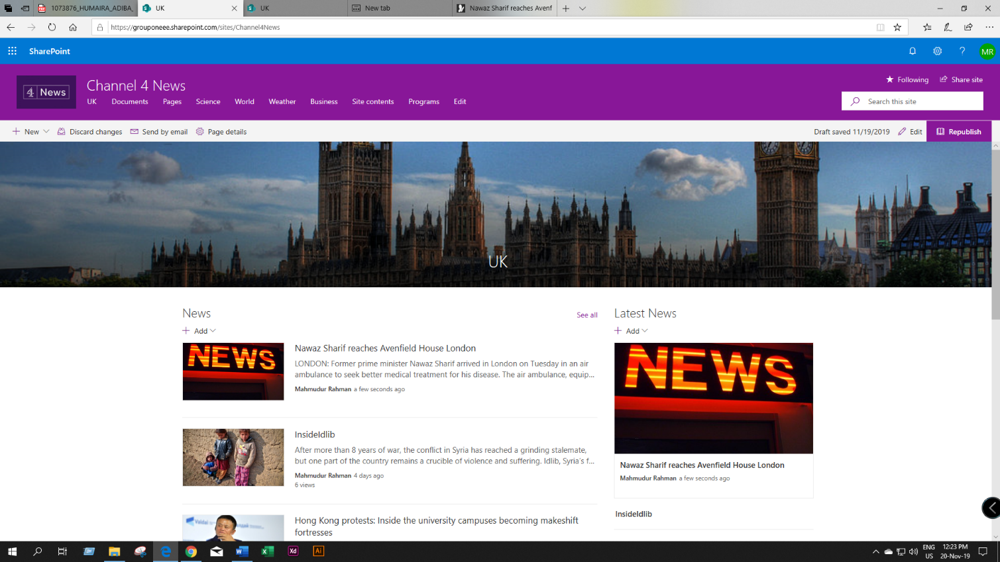 1073876_HUMAIRA_ADIBA_
UK
UK
New tab
Nawaz Sharif reaches Avenf
https://grouponeee.sharepoint.com/sites/Channel4News
SharePoint
MR
4 News
Channel 4 News
Following
Share site
UK
Documents
Pages
Science
World
Weather
Business
Site contents
Programs
Edit
Search this site
New
Discard changes
Send by email
Page details
Draft saved 11/19/2019
Edit
Republish
UK
News
See all
Add
NEWS
Nawaz Sharif reaches Avenfield House London
LONDON: Former prime minister Nawaz Sharif arrived in London on Tuesday in an air
ambulance to seek better medical treatment for his disease. The air ambulance, equip...
Mahmudur Rahman a few seconds ago
InsideIdlib
After more than 8 years of war, the conflict in Syria has reached a grinding stalemate,
but one part of the country remains a crucible of violence and suffering. Idlib, Syria's f...
Mahmudur Rahman 4 days ago
6 views
Valdai
Hong Kong protests: Inside the university campuses becoming makeshift
fortresses
Latest News
Add
NEWS
Nawaz Sharif reaches Avenfield House London
Mahmudur Rahman a few seconds ago
InsideIdlib
Xd
Ai
ENG
US
12:23 PM
20-Nov-19